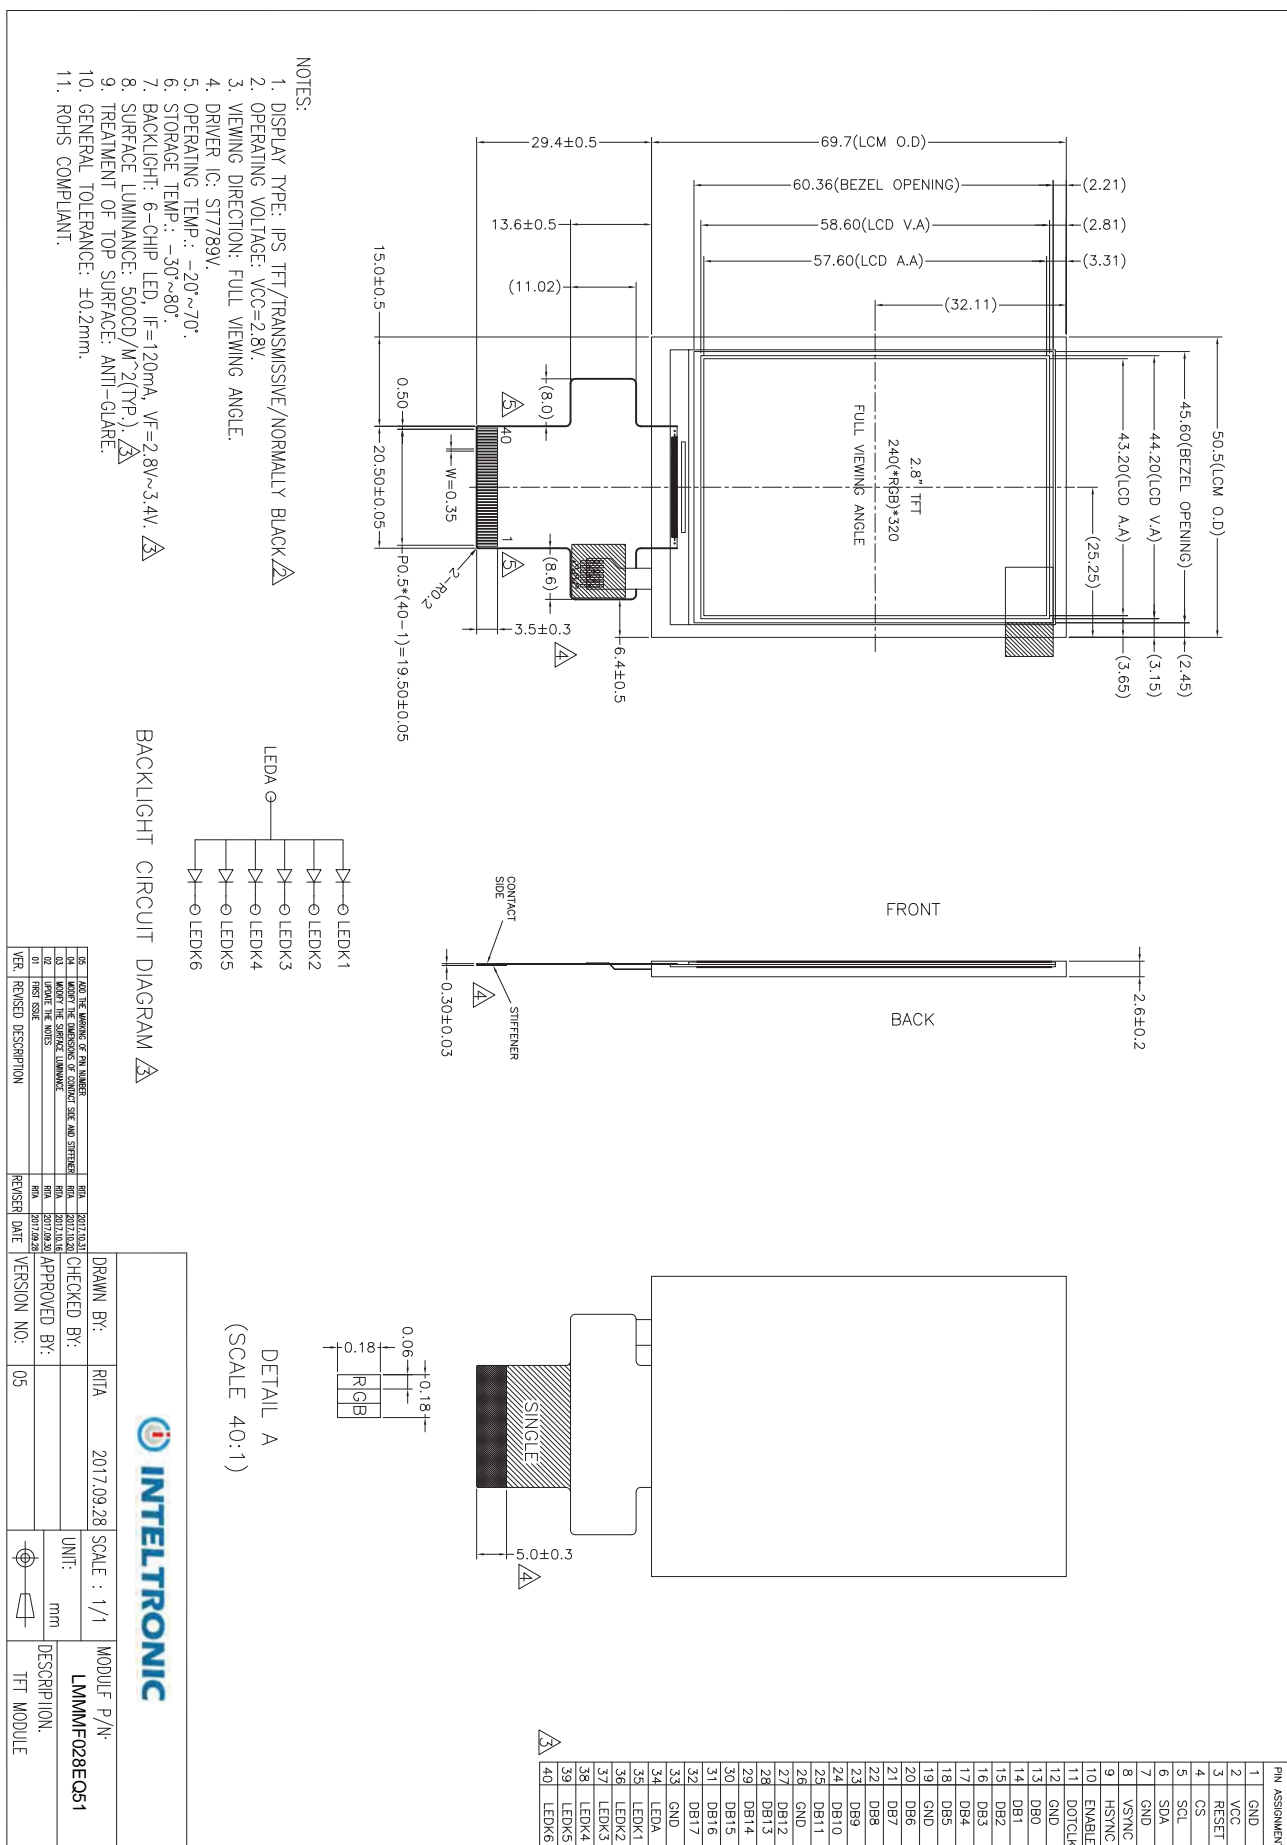 NOTES:
1. DISPLAY TYPE: IPS TFT/TRANSMISSIVE/NORMALLY BLACK 2
2. OPERATING VOLTAGE: VCC=2.8V.
3. VIEWING DIRECTION: FULL VIEWING ANGLE.
4. DRIVER IC: ST7789V.
5. OPERATING TEMP.: -20°~70°.
6. STORAGE TEMP.: -30°~80°.
7. BACKLIGHT: 6-CHIP LED, IF=120mA, VF=2.8V~3.4V. 3
8. SURFACE LUMINANCE: 500CD/M^2(TYP.). 3
9. TREATMENT OF TOP SURFACE: ANTI-GLARE.
10. GENERAL TOLERANCE: ±0.2mm.
11. ROHS COMPLIANT.
50.5(LCM O.D)
45.60(BEZEL OPENING)
(2.45)
44.20(LCD V.A)
(3.15)
43.20(LCD A.A)
(3.65)
(25.25)
69.7(LCM O.D)
60.36(BEZEL OPENING)
(2.21)
58.60(LCD V.A)
(2.81)
57.60(LCD A.A)
(3.31)
(32.11)
29.4±0.5
13.6±0.5
(11.02)
15.0±0.5
2.8" TFT
240(*RGB)*320
FULL VIEWING ANGLE
(8.0)
(8.6)
6.4±0.5
5
40
1
5
W=0.35
3.5±0.3
4
2-R0.2
0.50
20.50±0.05
P0.5*(40-1)=19.50±0.05
FRONT
BACK
2.6±0.2
CONTACT
SIDE
STIFFENER
4
0.30±0.03
LEDA
LEDK1
LEDK2
LEDK3
LEDK4
LEDK5
LEDK6
BACKLIGHT CIRCUIT DIAGRAM 3
SINGLE
5.0±0.3
4
0.18
0.06
0.18
R G B
DETAIL A
(SCALE 40:1)
PIN ASSIGNMEN
1 GND
2 VCC
3 RESET
4 CS
5 SCL
6 SDA
7 GND
8 VSYNC
9 HSYNC
10 ENABLE
11 DOTCLK
12 GND
13 DB0
14 DB1
15 DB2
16 DB3
17 DB4
18 DB5
19 GND
20 DB6
21 DB7
22 DB8
23 DB9
24 DB10
25 DB11
26 GND
27 DB12
28 DB13
29 DB14
30 DB15
31 DB16
32 DB17
33 GND
34 LEDA
35 LEDK1
36 LEDK2
37 LEDK3
38 LEDK4
39 LEDK5
40 LEDK6
3
05 ADD THE MARKING OF PIN NUMBER RITA 2017.10.31
04 MODIFY THE DIMENSIONS OF CONTACT SIDE AND STIFFENER RITA 2017.10.20
03 MODIFY THE SURFACE LUMINANCE RITA 2017.10.16
02 UPDATE THE NOTES RITA 2017.09.30
01 FIRST ISSUE RITA 2017.09.28
VER. REVISED DESCRIPTION REVISER DATE
INTELTRONIC
DRAWN BY: RITA 2017.09.28
CHECKED BY:
APPROVED BY:
VERSION NO: 05
SCALE : 1/1
UNIT: mm
MODULF P/N:
LMMMF028EQ51
DESCRIPIION.
TFT MODULE